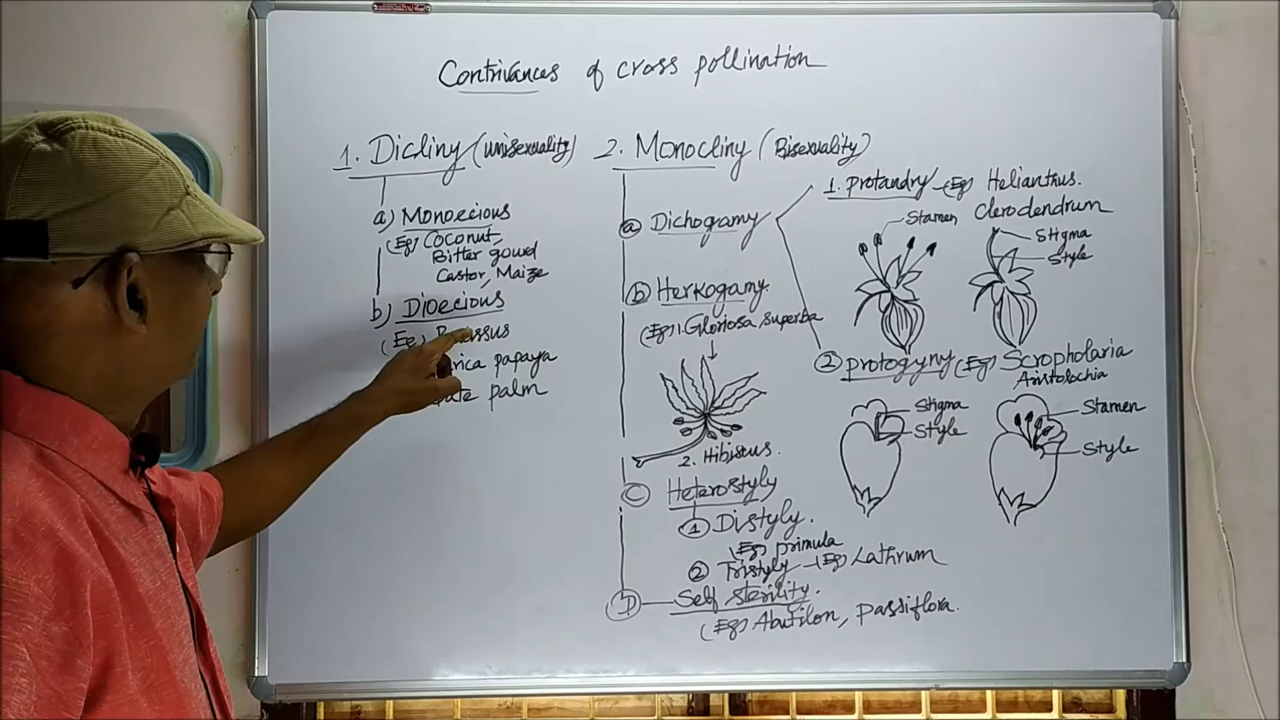 Contrivances of cross pollination
1. Dicliny (unisexuality)
a) Monoecious
(Eg) Coconut,
Bitter gourd
Castor, Maize
b) Dioecious
(Eg)
papaya
palm
2. Monocliny (Bisexuality)
a Dichogamy
1. Protandry - (Eg) Helianthus.
Clerodendrum
Stamen
Stigma
Style
2 protogyny (Eg) Scropholaria
Aristolochia
Stigma
Style
Stamen
Style
b Herkogamy
(Eg) 1. Gloriosa, superba
2. Hibiscus.
C Heterostyly
1 Distyly.
(Eg) primula
2 Tristyly - (Eg) Lathrum
D Self sterility.
(Eg) Abutilon, passiflora.